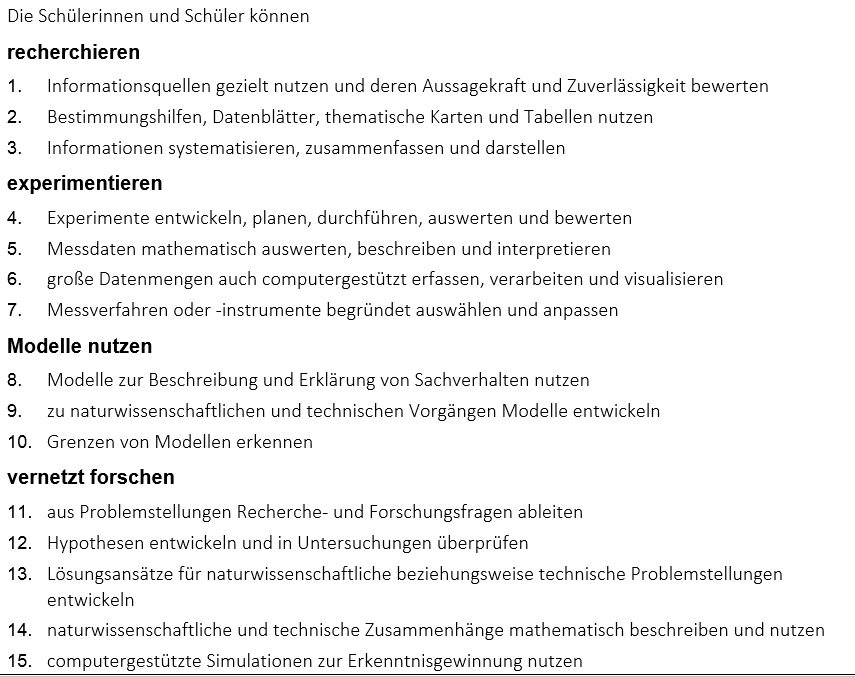 Die Schülerinnen und Schüler können
recherchieren
1. Informationsquellen gezielt nutzen und deren Aussagekraft und Zuverlässigkeit bewerten
2. Bestimmungshilfen, Datenblätter, thematische Karten und Tabellen nutzen
3. Informationen systematisieren, zusammenfassen und darstellen
experimentieren
4. Experimente entwickeln, planen, durchführen, auswerten und bewerten
5. Messdaten mathematisch auswerten, beschreiben und interpretieren
6. große Datenmengen auch computergestützt erfassen, verarbeiten und visualisieren
7. Messverfahren oder -instrumente begründet auswählen und anpassen
Modelle nutzen
8. Modelle zur Beschreibung und Erklärung von Sachverhalten nutzen
9. zu naturwissenschaftlichen und technischen Vorgängen Modelle entwickeln
10. Grenzen von Modellen erkennen
vernetzt forschen
11. aus Problemstellungen Recherche- und Forschungsfragen ableiten
12. Hypothesen entwickeln und in Untersuchungen überprüfen
13. Lösungsansätze für naturwissenschaftliche beziehungsweise technische Problemstellungen
entwickeln
14. naturwissenschaftliche und technische Zusammenhänge mathematisch beschreiben und nutzen
15. computergestützte Simulationen zur Erkenntnisgewinnung nutzen